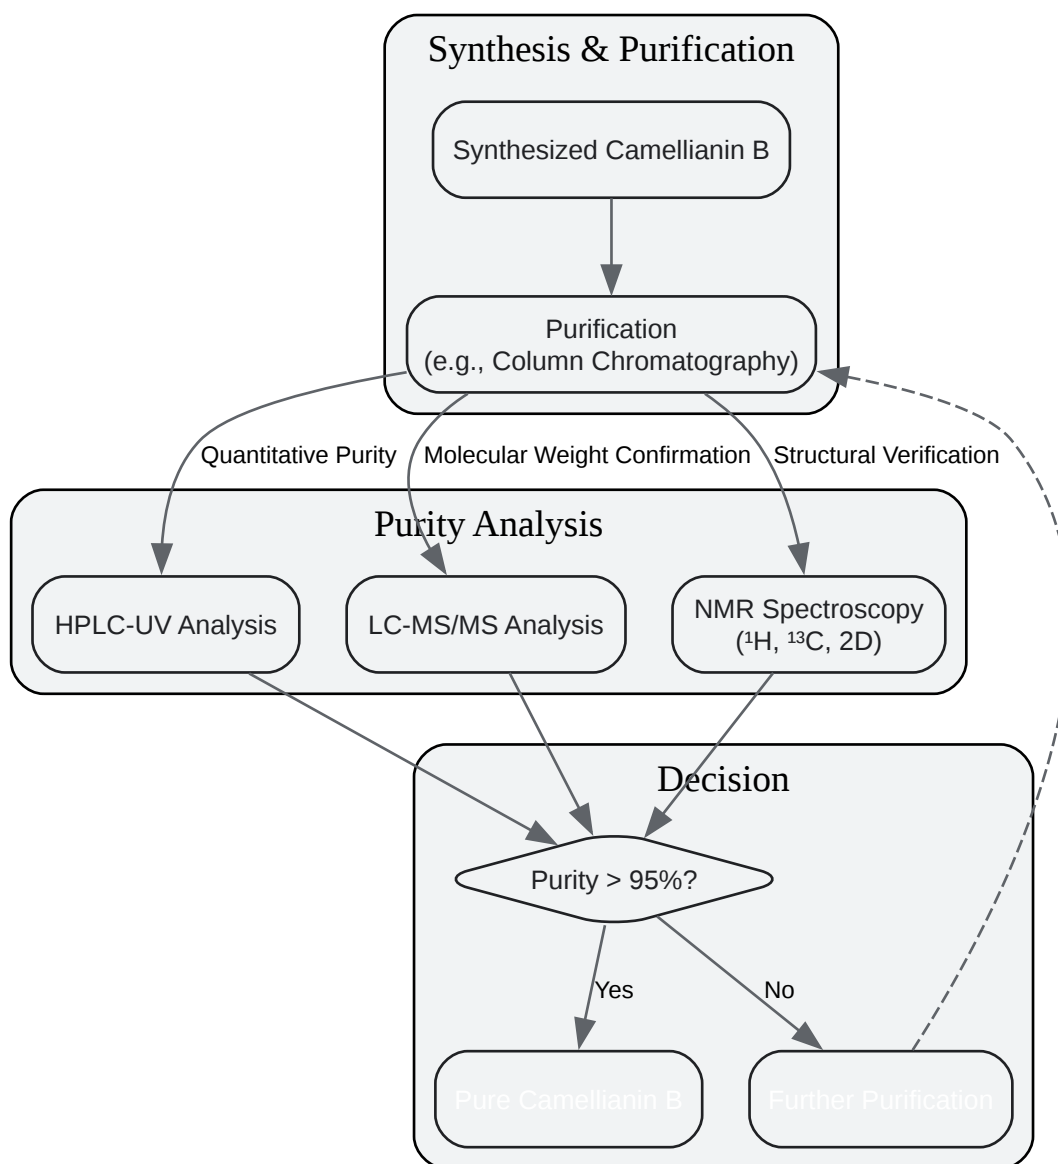 Synthesis & Purification
Synthesized Camellianin B
Purification
(e.g., Column Chromatography)
Quantitative Purity
Molecular Weight Confirmation
Structural Verification
Purity Analysis
HPLC-UV Analysis
LC-MS/MS Analysis
NMR Spectroscopy
(¹H, ¹³C, 2D)
Decision
Purity > 95%?
Yes
No
Pure Camellianin B
Further Purification